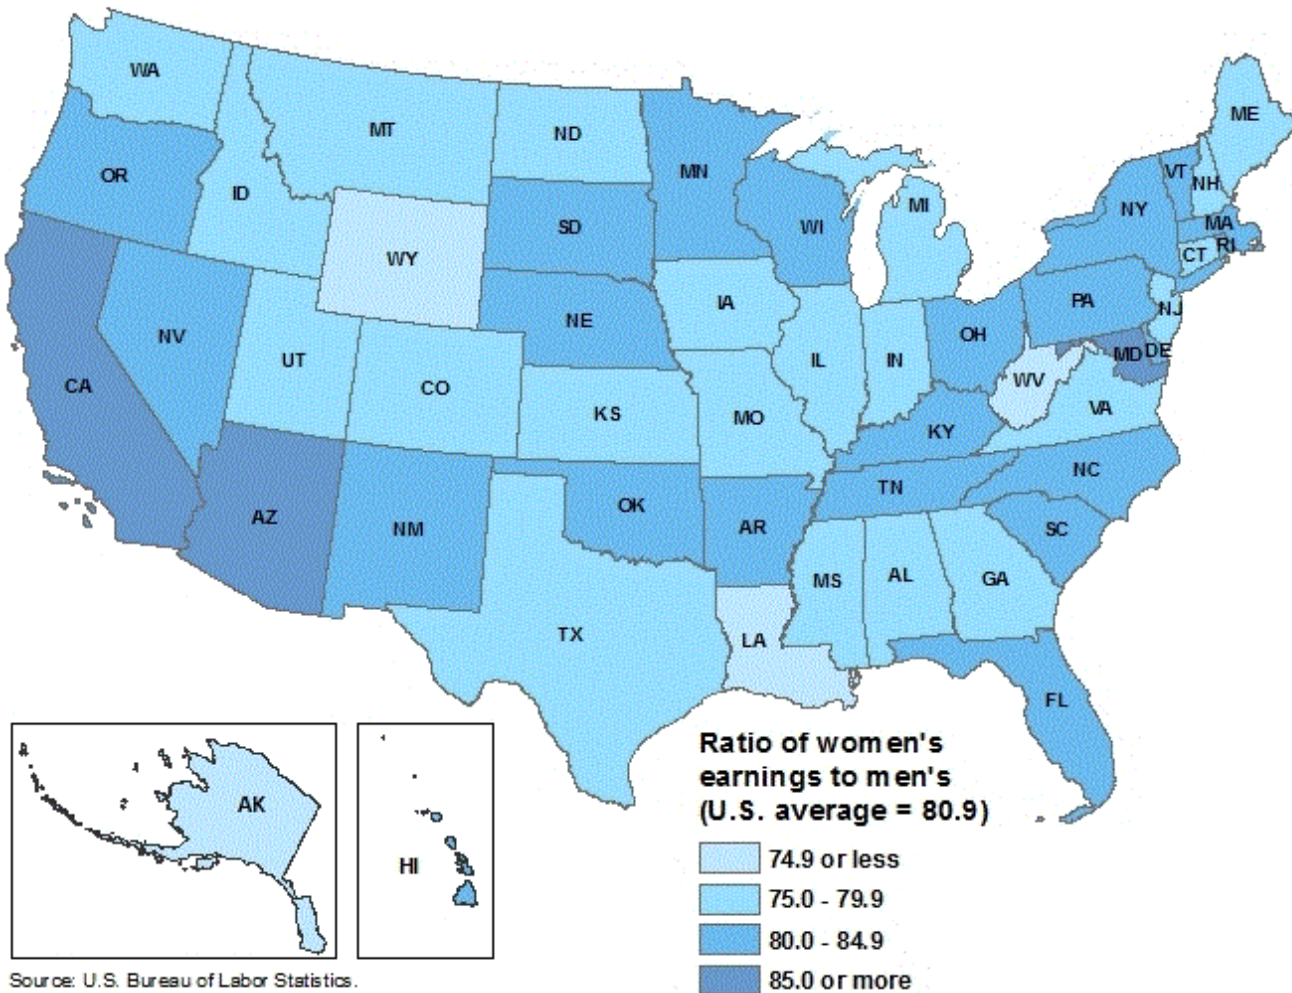 WA
MT
ND
MN
ME
OR
ID
SD
WI
MI
VT
NH
NY
MA
WY
CT
RI
IA
NE
PA
NJ
NV
UT
CO
IL
IN
OH
MD
DE
CA
WV
KS
MO
VA
KY
NC
TN
AZ
NM
OK
AR
SC
MS
AL
GA
TX
LA
FL
AK
HI
Ratio of women's
earnings to men's
(U.S. average = 80.9)
74.9 or less
75.0 - 79.9
80.0 - 84.9
85.0 or more
Source: U.S. Bureau of Labor Statistics.